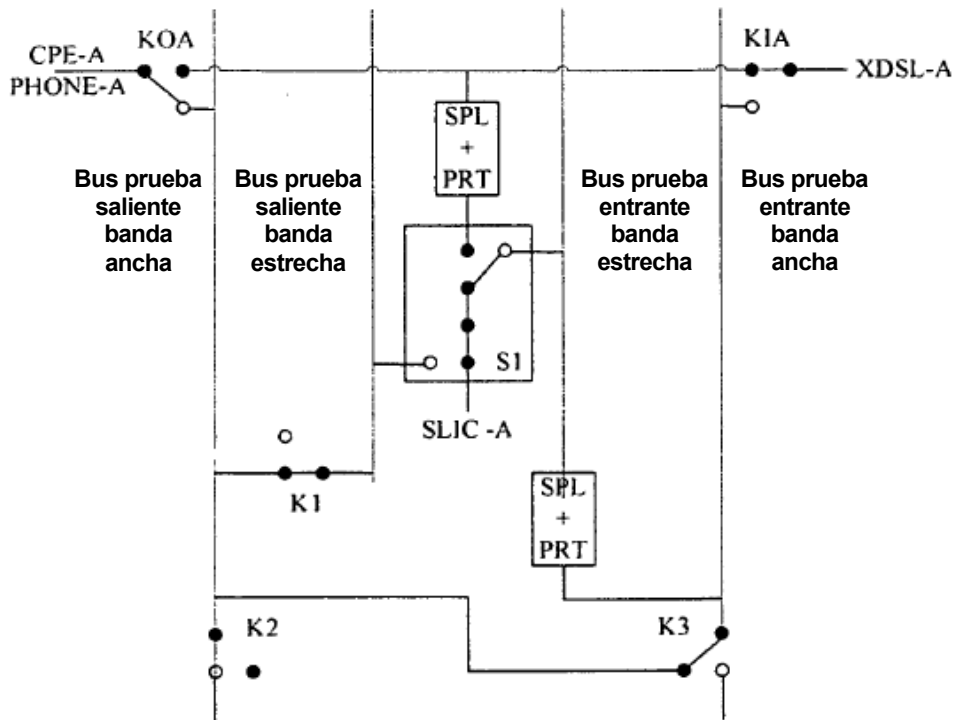 CPE-A
PHONE-A
KOA
KIA
XDSL-A
SPL
+
PRT
Bus prueba
saliente
banda
ancha
Bus prueba
saliente
banda
estrecha
Bus prueba
entrante
banda
estrecha
Bus prueba
entrante
banda
ancha
S1
SLIC -A
K1
SPL
+
PRT
K2
K3